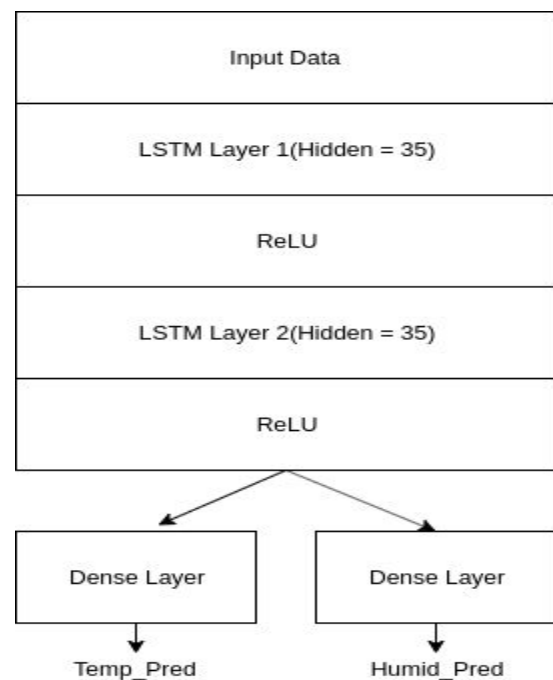 Input Data
LSTM Layer 1(Hidden = 35)
ReLU
LSTM Layer 2(Hidden = 35)
ReLU
Dense Layer
Dense Layer
Temp_Pred
Humid_Pred